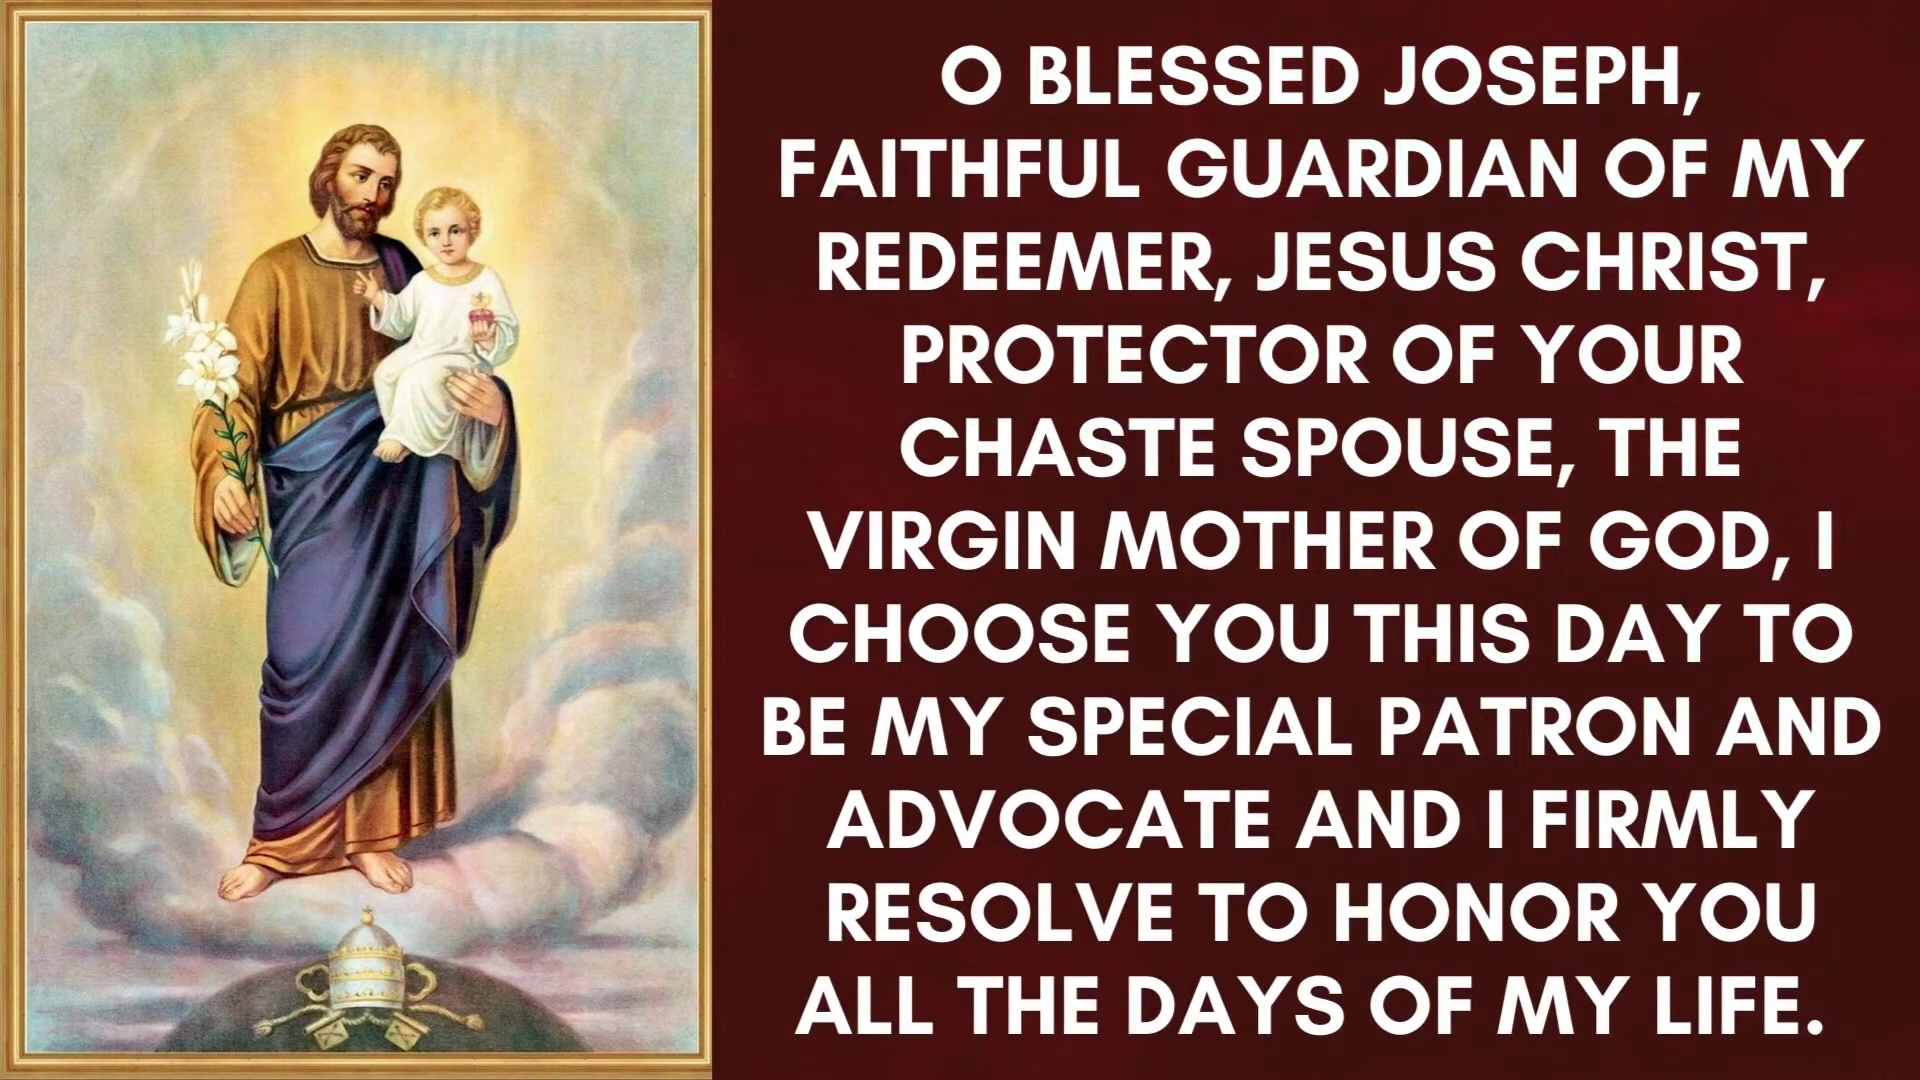 O BLESSED JOSEPH,
FAITHFUL GUARDIAN OF MY
REDEEMER, JESUS CHRIST,
PROTECTOR OF YOUR
CHASTE SPOUSE, THE
VIRGIN MOTHER OF GOD, I
CHOOSE YOU THIS DAY TO
BE MY SPECIAL PATRON AND
ADVOCATE AND I FIRMLY
RESOLVE TO HONOR YOU
ALL THE DAYS OF MY LIFE.